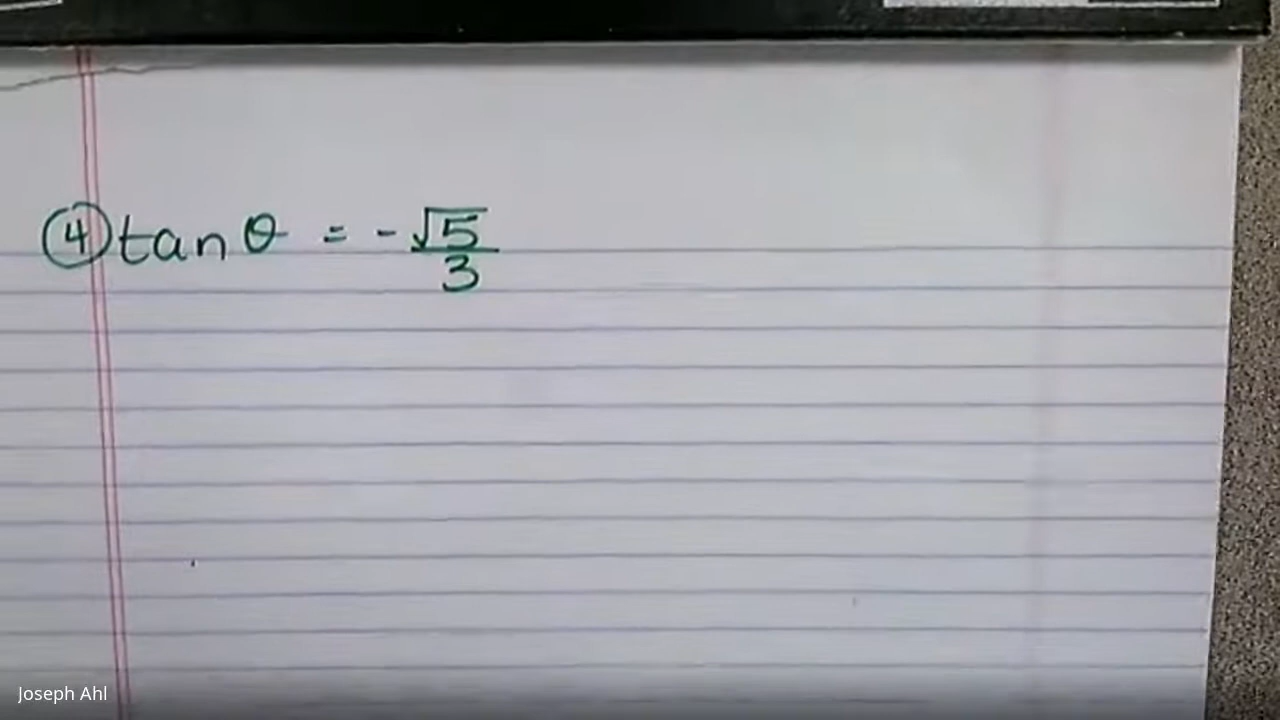 ④ tan θ = -√5/3
Joseph Ahl